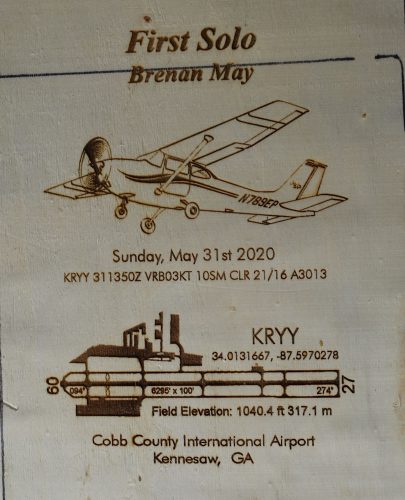 First Solo
Brenan May
N789EP
Sunday, May 31st 2020
KRYY 311350Z VRB03KT 10SM CLR 21/16 A3013
KRYY
34.0131667, -87.5970278
09
094°
6295' x 100'
274°
27
Field Elevation: 1040.4 ft 317.1 m
Cobb County International Airport
Kennesaw, GA